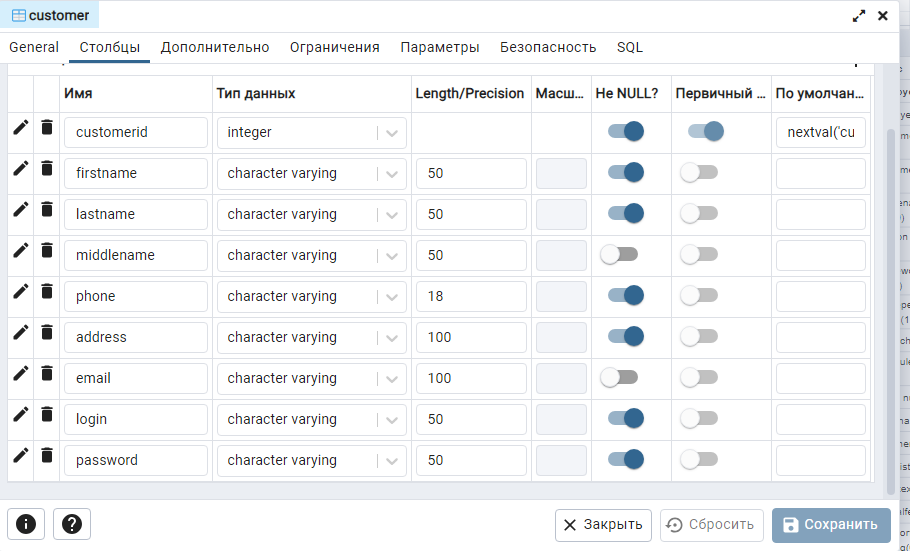 customer
General Столбцы Дополнительно Ограничения Параметры Безопасность SQL
Имя Тип данных Length/Precision Масш... Не NULL? Первичный ... По умолчан...
customerid integer nextval('cu
firstname character varying 50
lastname character varying 50
middlename character varying 50
phone character varying 18
address character varying 100
email character varying 100
login character varying 50
password character varying 50
Закрыть Сбросить Сохранить